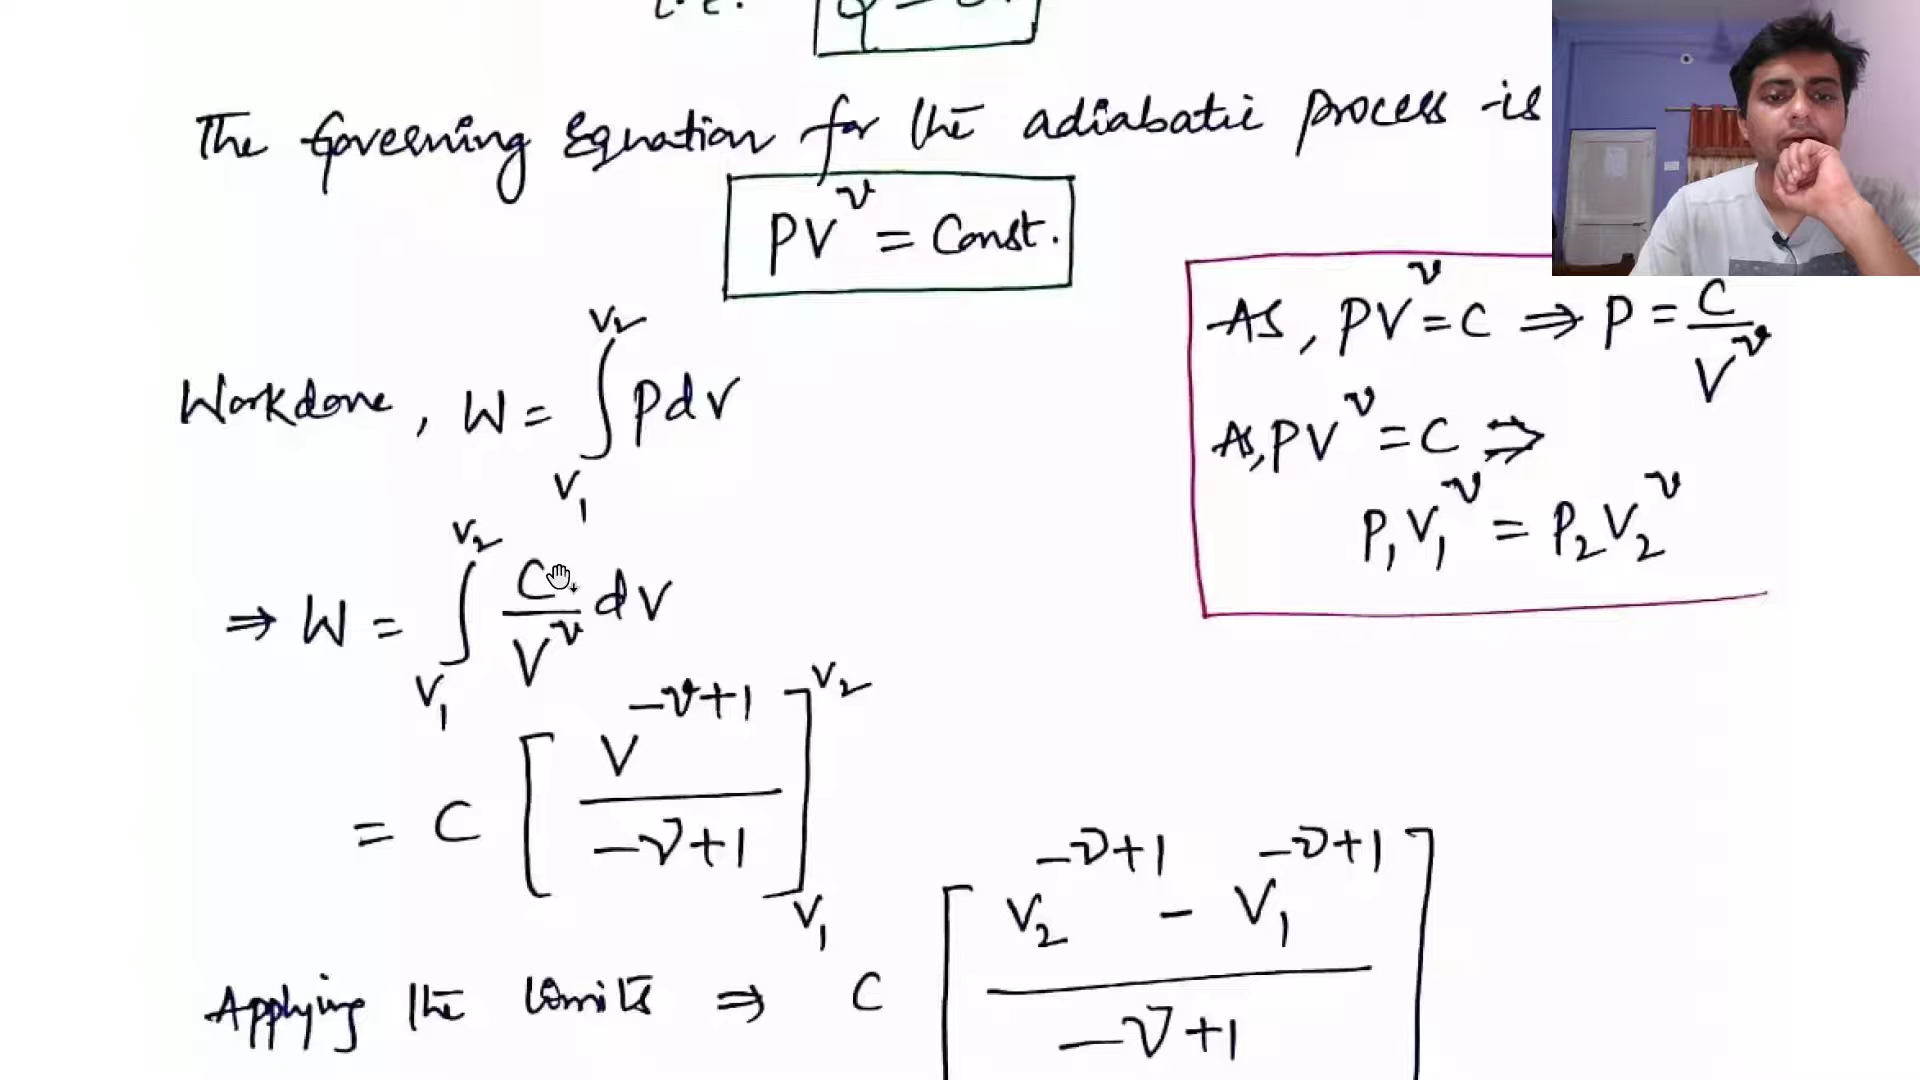 i.e.
The Governing Equation for the adiabatic process is
PV^γ = Const.
Workdone, W = ∫_{V₁}^{V₂} P dV
⇒ W = ∫_{V₁}^{V₂} C/V^γ dV
= C [ V^{-γ+1} / (-γ+1) ]_{V₁}^{V₂}
Applying the limits ⇒ C [ (V₂^{-γ+1} - V₁^{-γ+1}) / (-γ+1) ]
As, PV^γ = C ⇒ P = C/V^γ
As, PV^γ = C ⇒
P₁V₁^γ = P₂V₂^γ